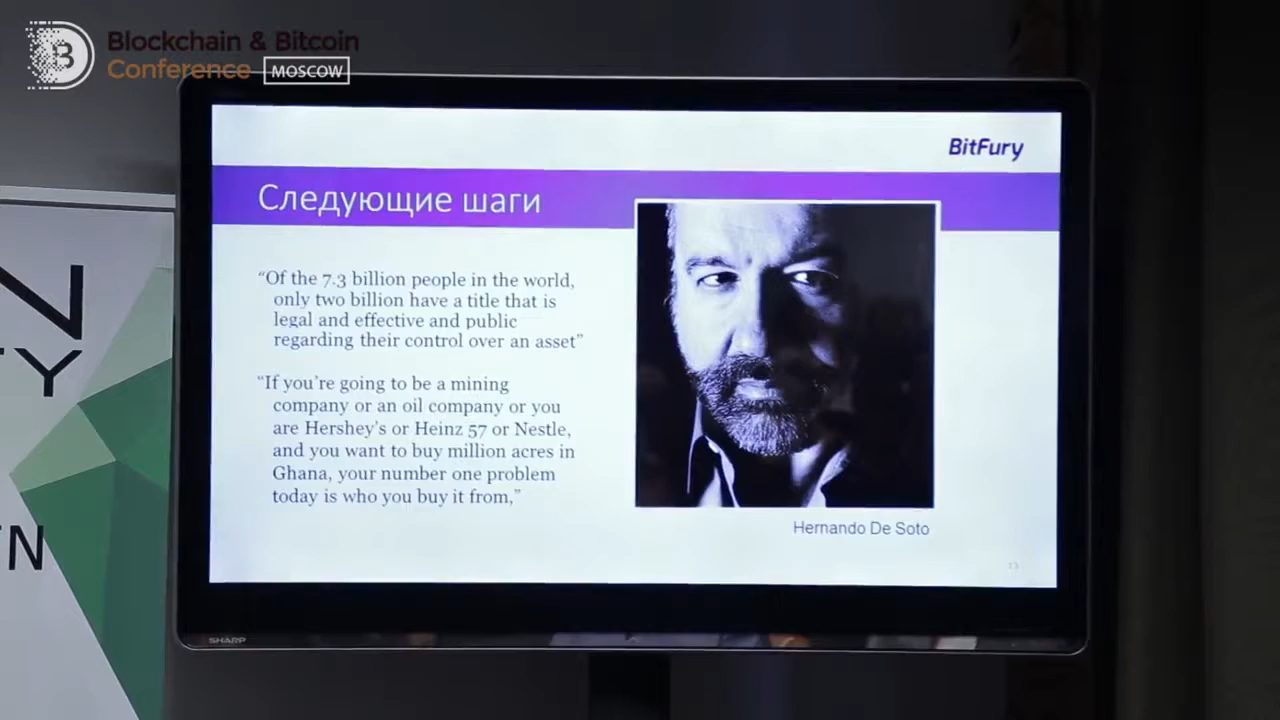 Blockchain & Bitcoin
Conference MOSCOW
BitFury
Следующие шаги
“Of the 7.3 billion people in the world,
only two billion have a title that is
legal and effective and public
regarding their control over an asset”
“If you’re going to be a mining
company or an oil company or you
are Hershey’s or Heinz 57 or Nestle,
and you want to buy million acres in
Ghana, your number one problem
today is who you buy it from,”
Hernando De Soto
13
SHARP
N
TY
TN